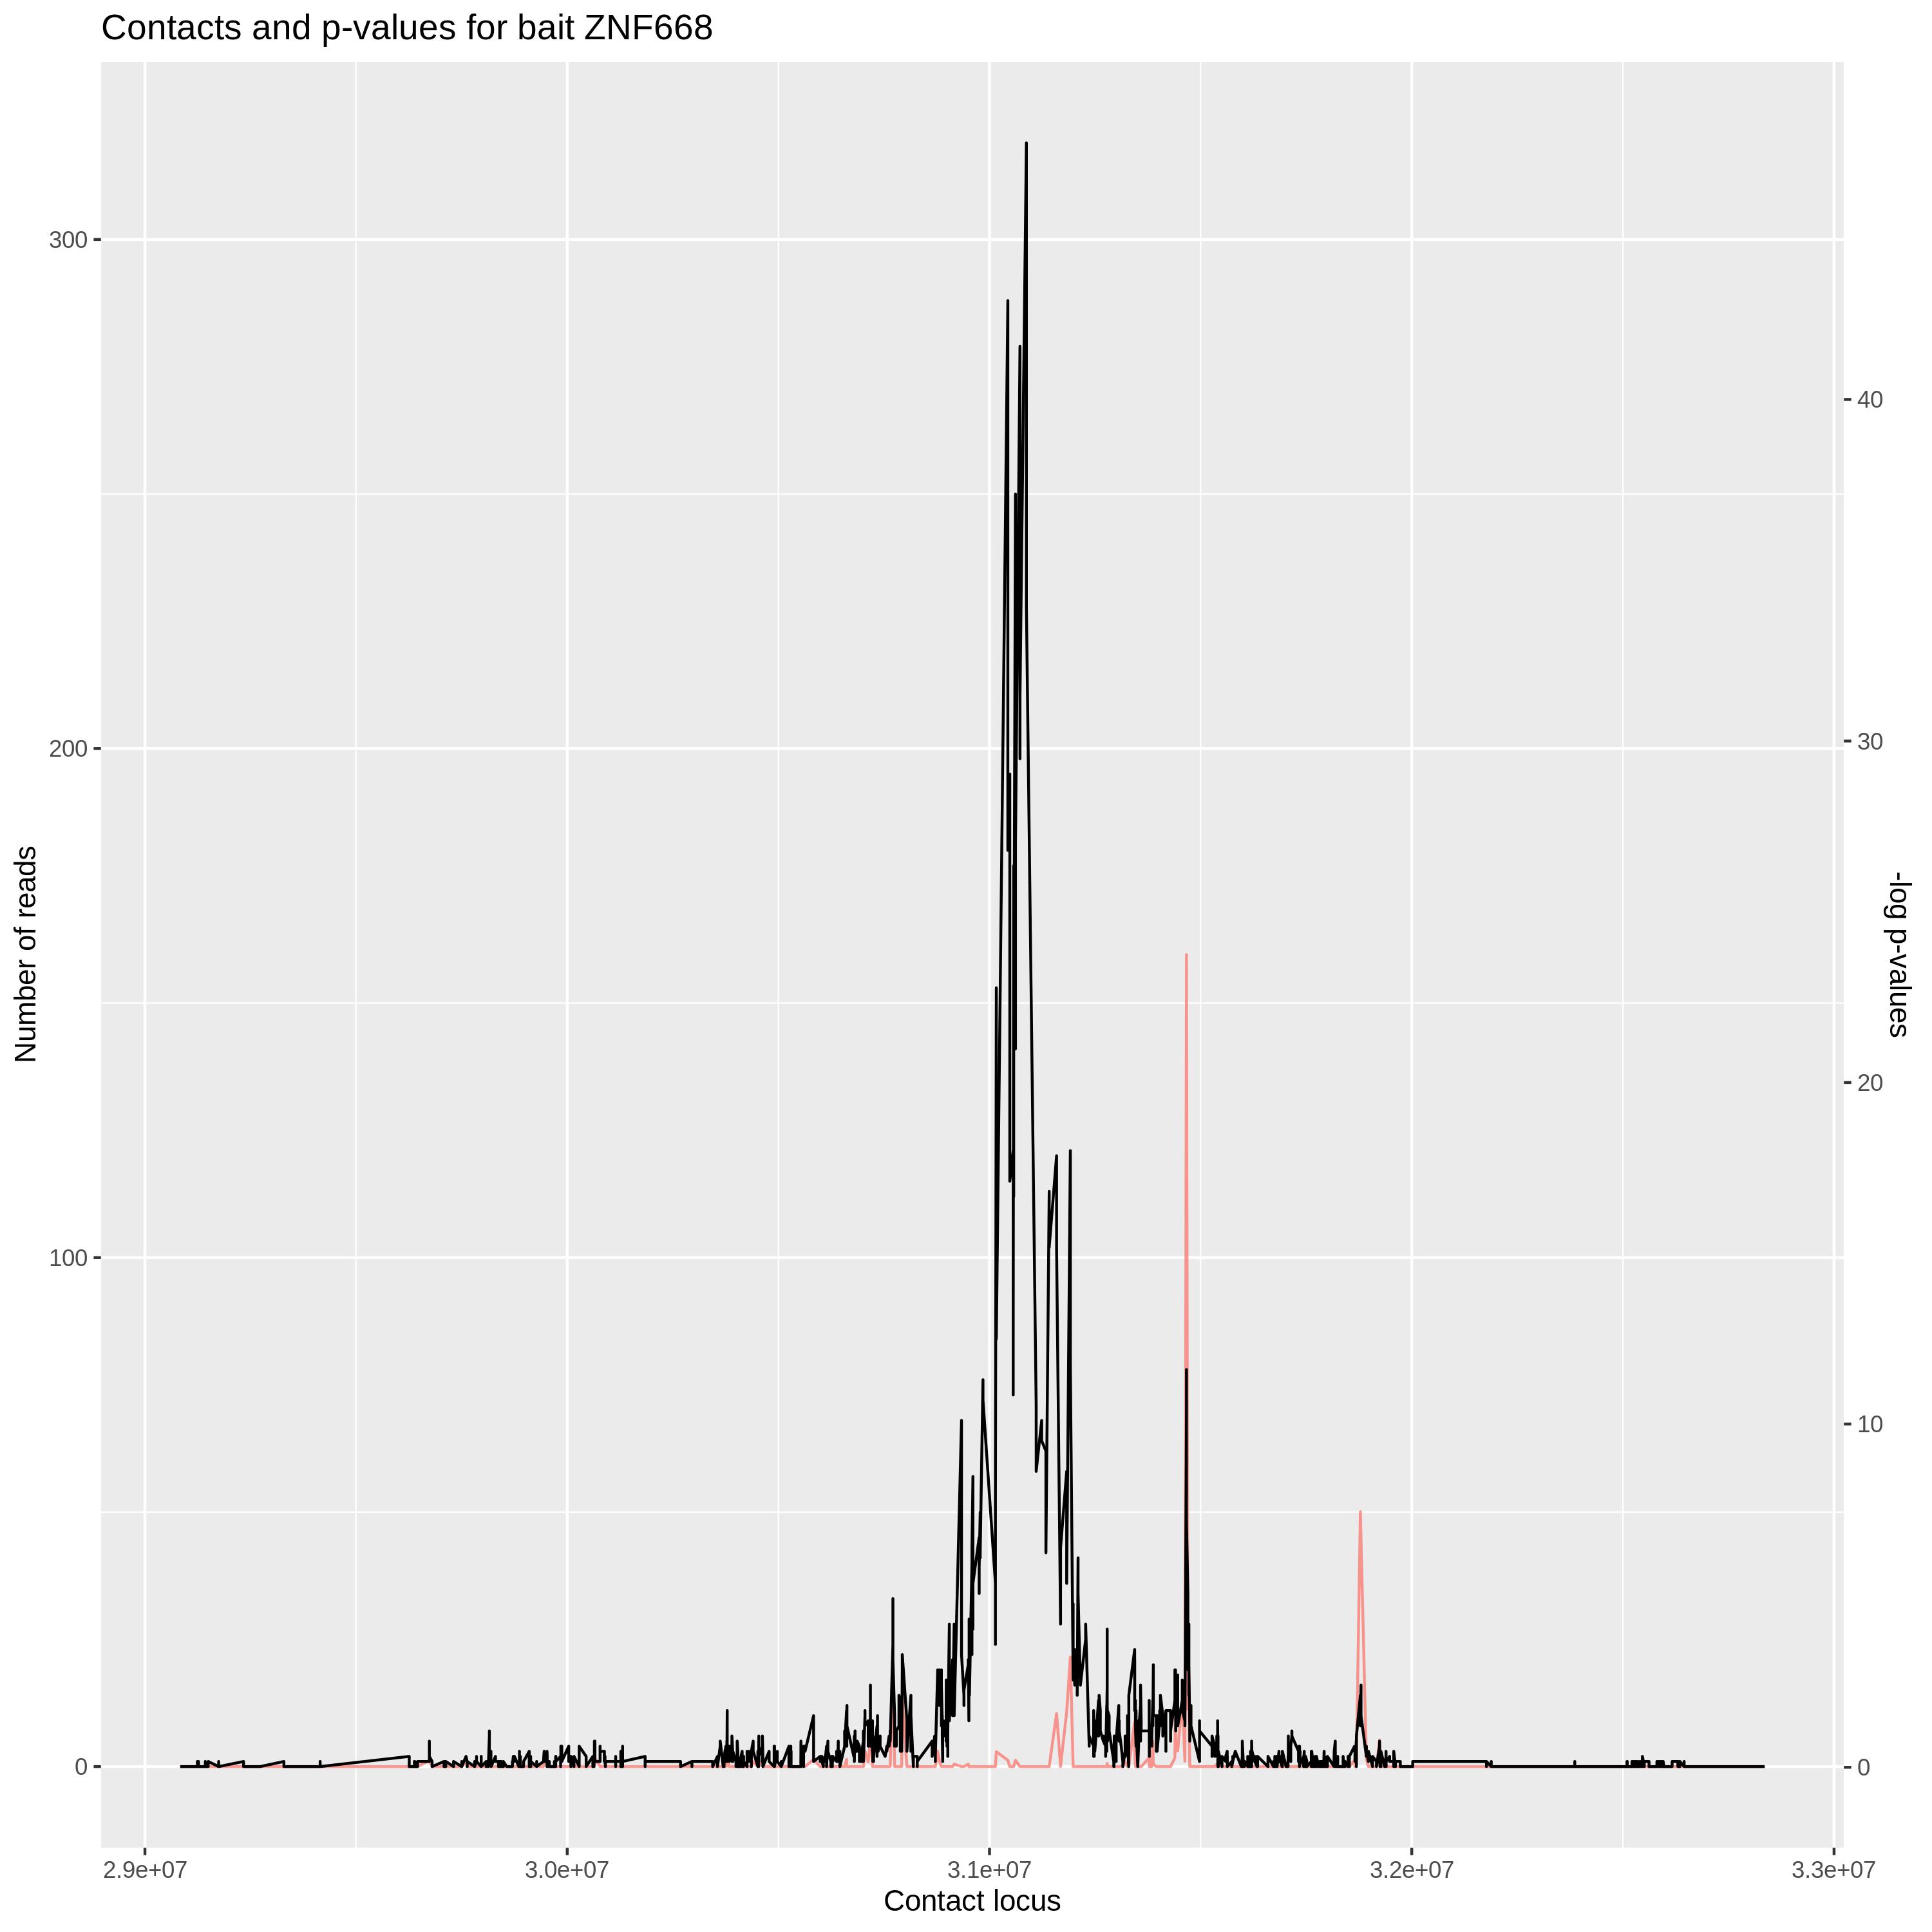 Contacts and p-values for bait ZNF668
300
200
100
0
Number of reads
40
30
20
10
0
-log p-values
2.9e+07 3.0e+07 3.1e+07 3.2e+07 3.3e+07
Contact locus